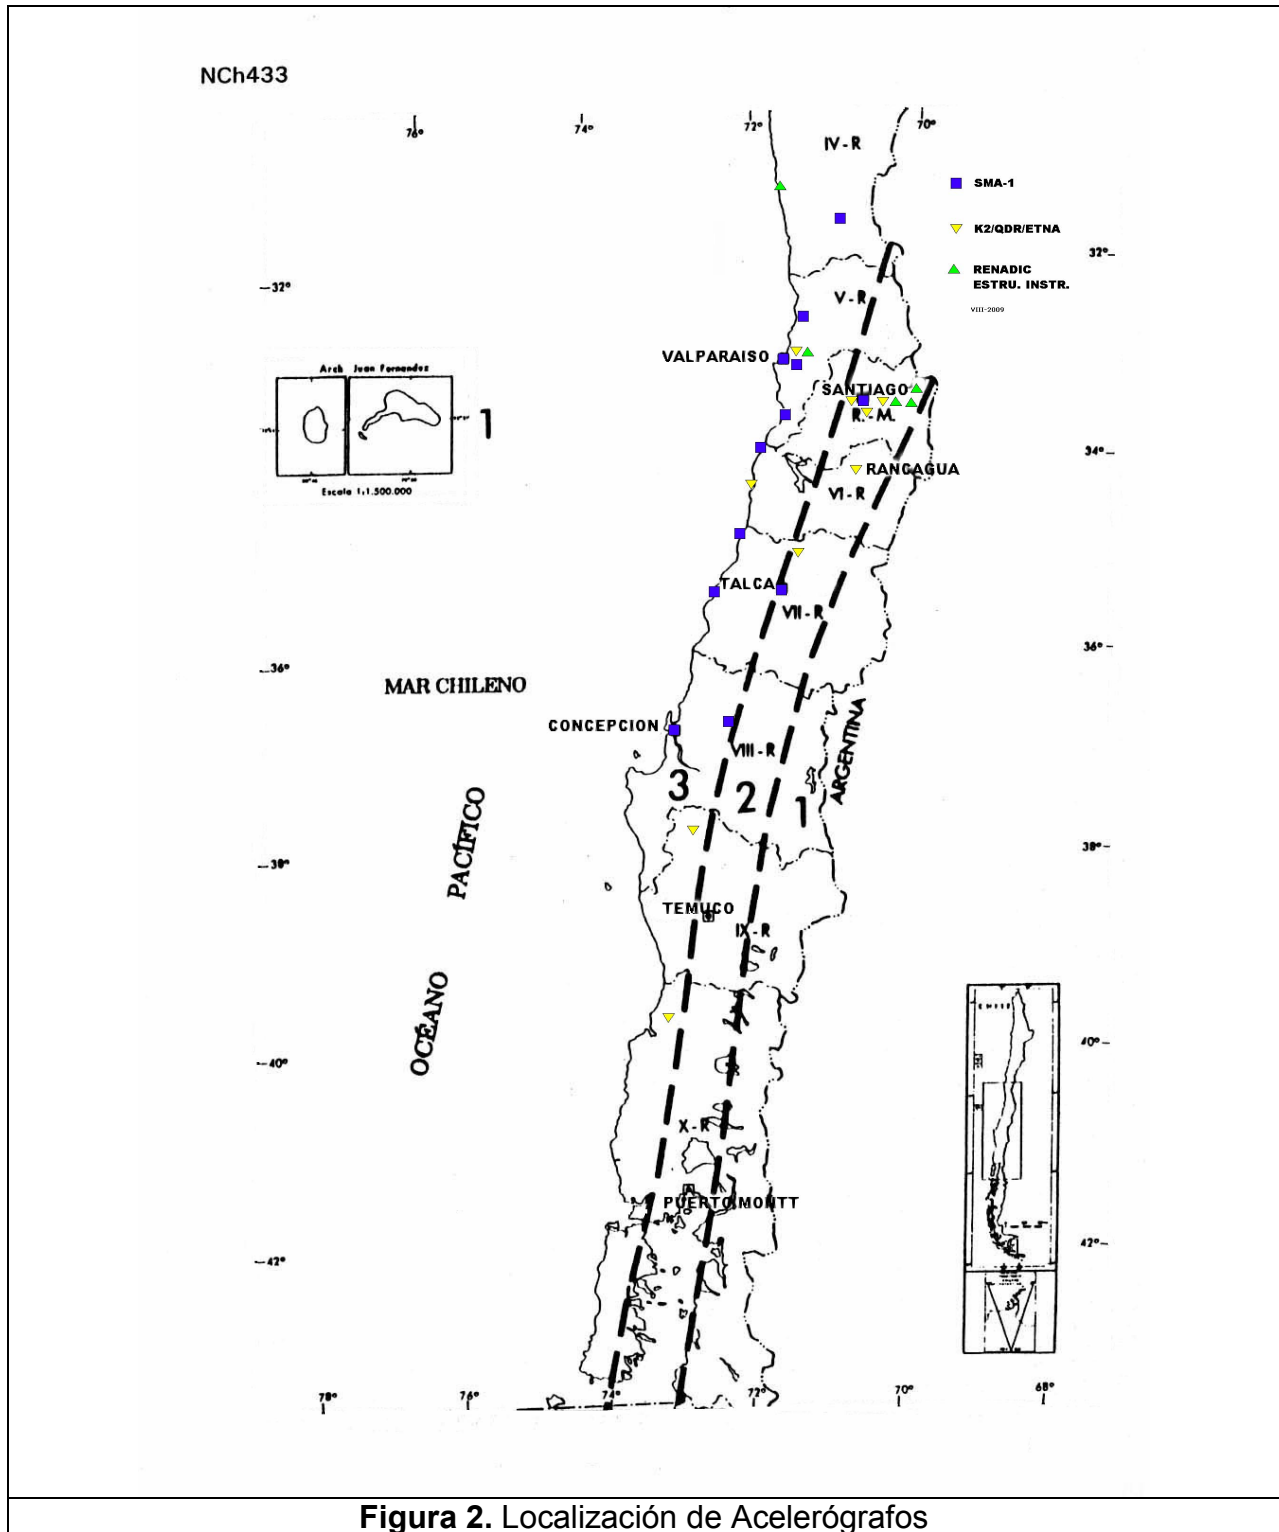 NCh433
76°
74°
72°
70°
IV - R
SMA-1
K2/QDR/ETNA
RENADIC
ESTRU. INSTR.
VIII-2009
32°
32°
V - R
VALPARAISO
Arch Juan Fernandez
SANTIAGO
R. - M.
1
34°
RANCAGUA
VI - R
Escala 1:1.500.000
TALCA
VII - R
36°
36°
MAR CHILENO
CONCEPCION
VIII - R
ARGENTINA
3
2
1
PACÍFICO
38°
TEMUCO
IX - R
OCÉANO
CHILE
40°
40°
X - R
PUERTO MONTT
42°
42°
78°
76°
74°
72°
70°
68°
Figura 2. Localización de Acelerógrafos